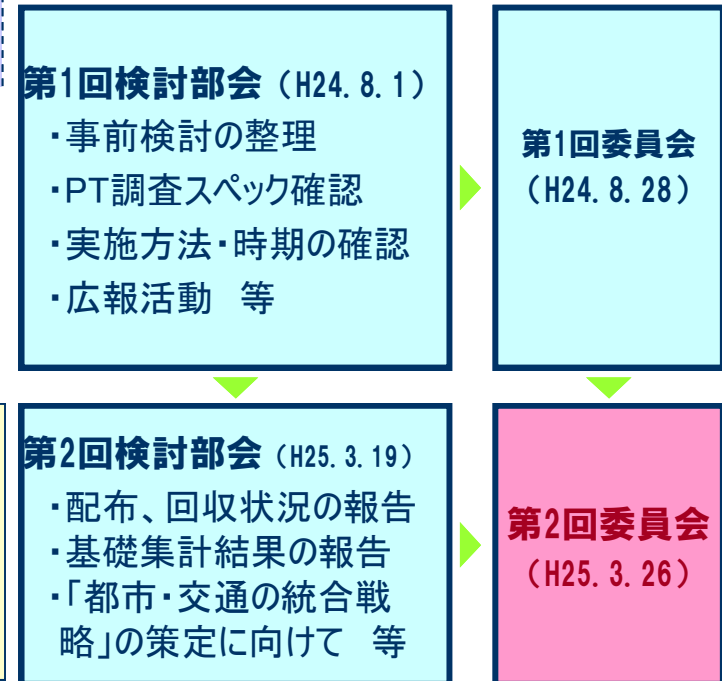 第1回検討部会（H24.8.1）
・事前検討の整理
・PT調査スペック確認
・実施方法・時期の確認
・広報活動　等
第1回委員会
（H24.8.28）
第2回検討部会（H25.3.19）
・配布、回収状況の報告
・基礎集計結果の報告
・「都市・交通の統合戦
略」の策定に向けて　等
第2回委員会
（H25.3.26）